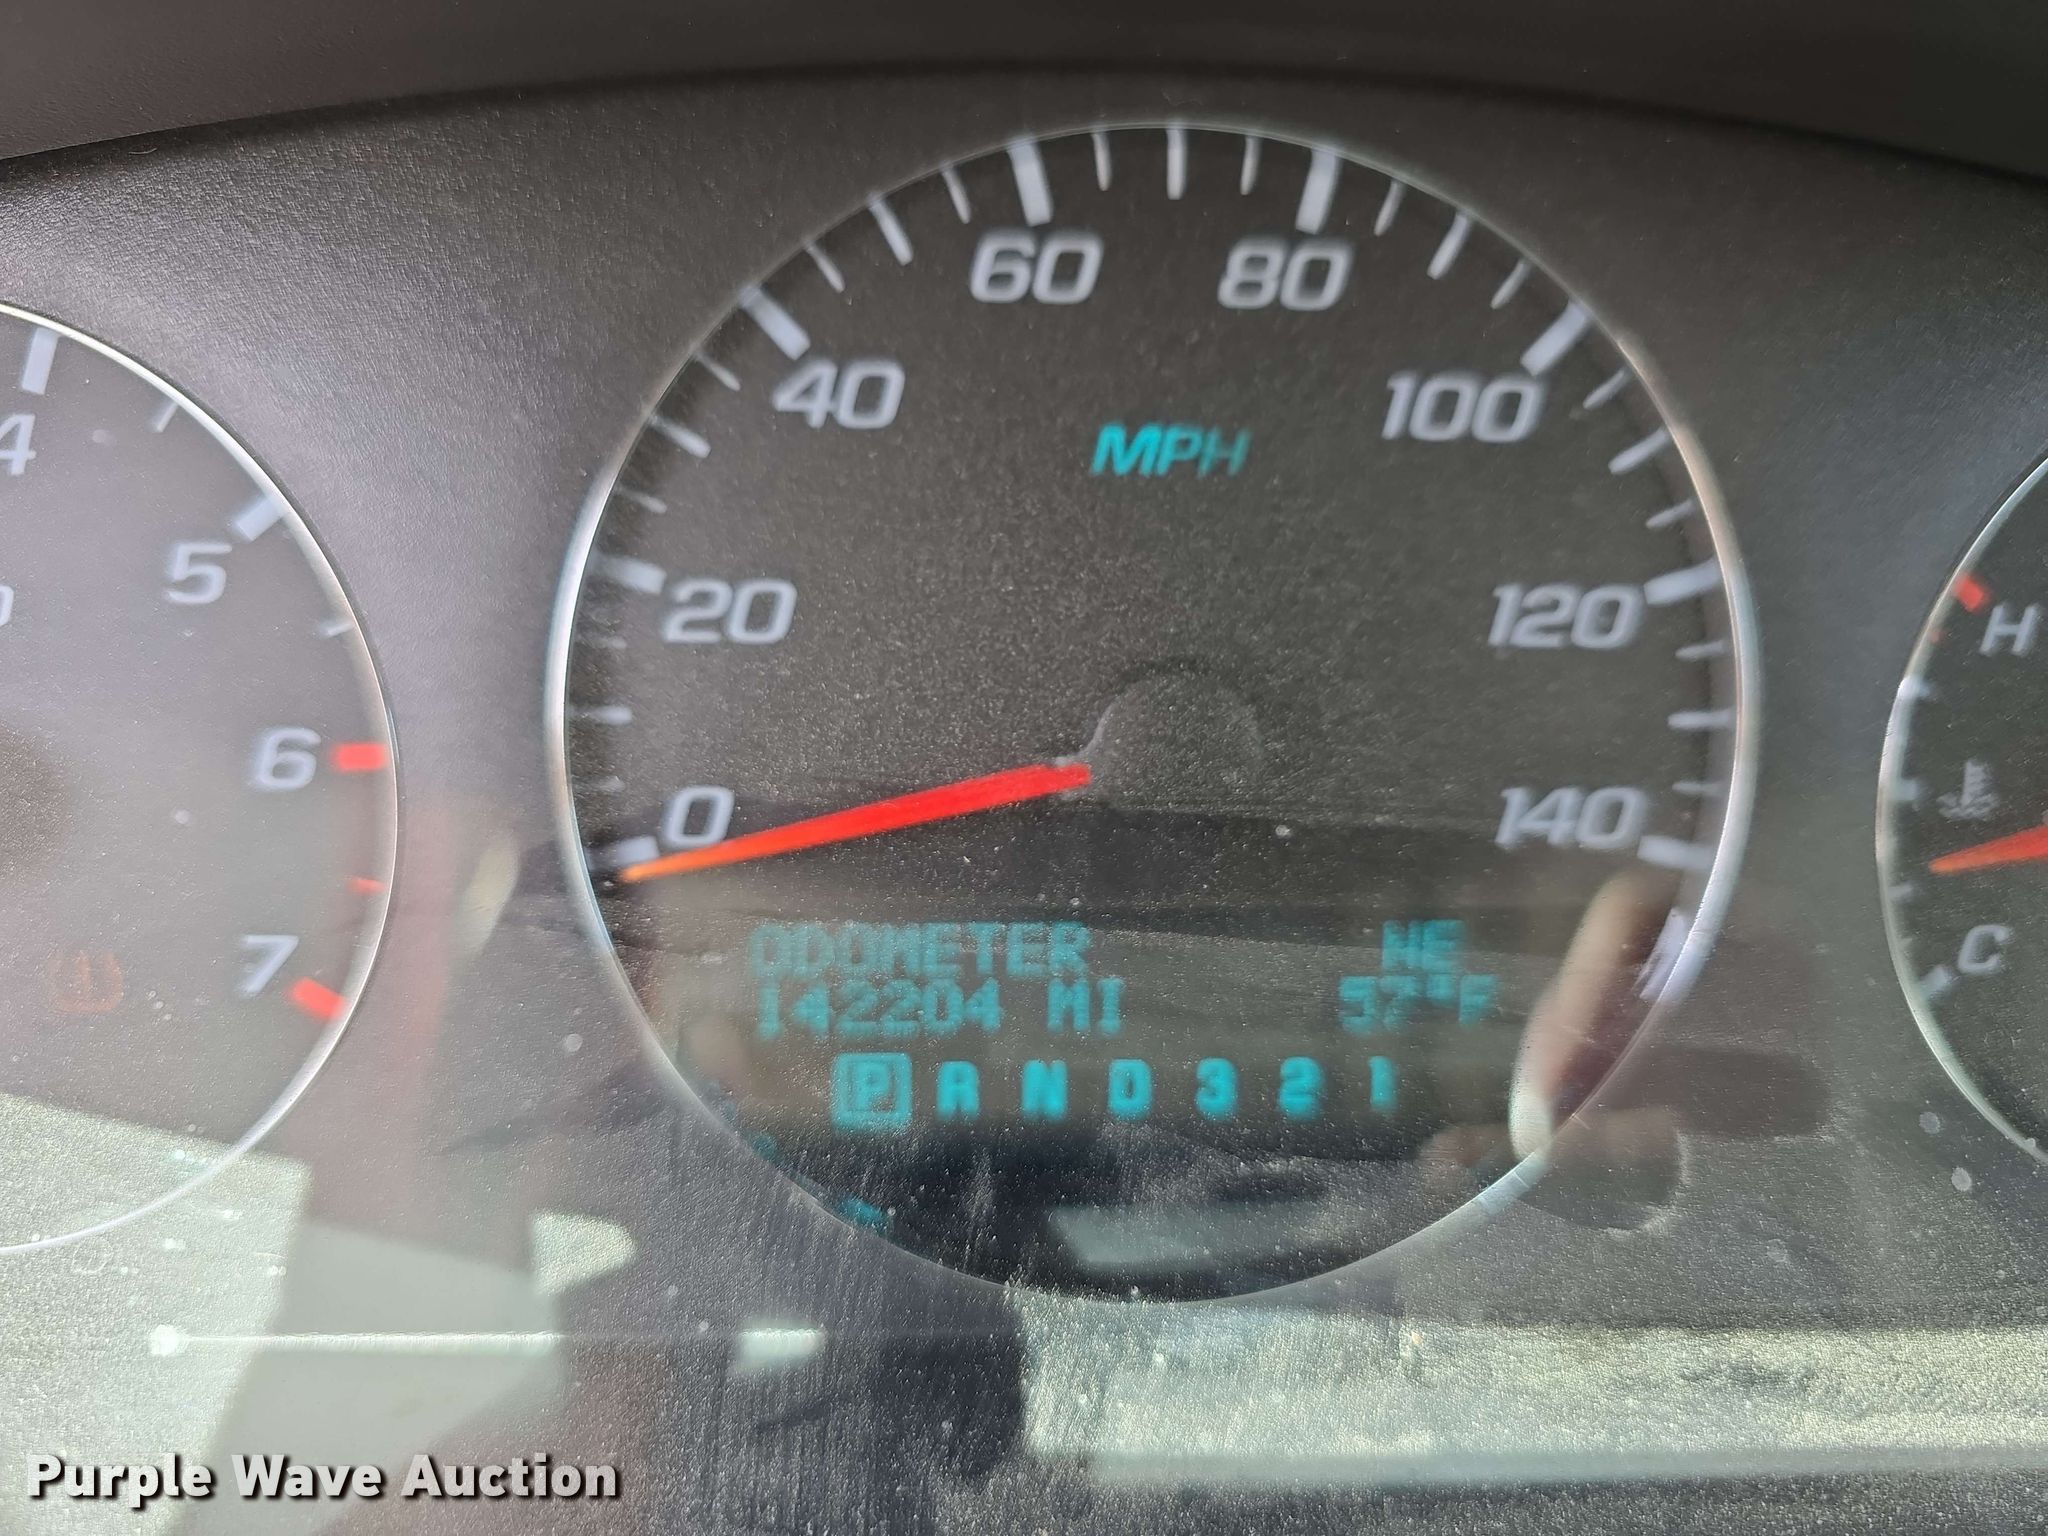 60 80
40 100
MPH
4
5
20 120
H
6
0 140
ODOMETER NE
142204 MI 57°F
7
C
P R N D 3 2 1
Purple Wave Auction